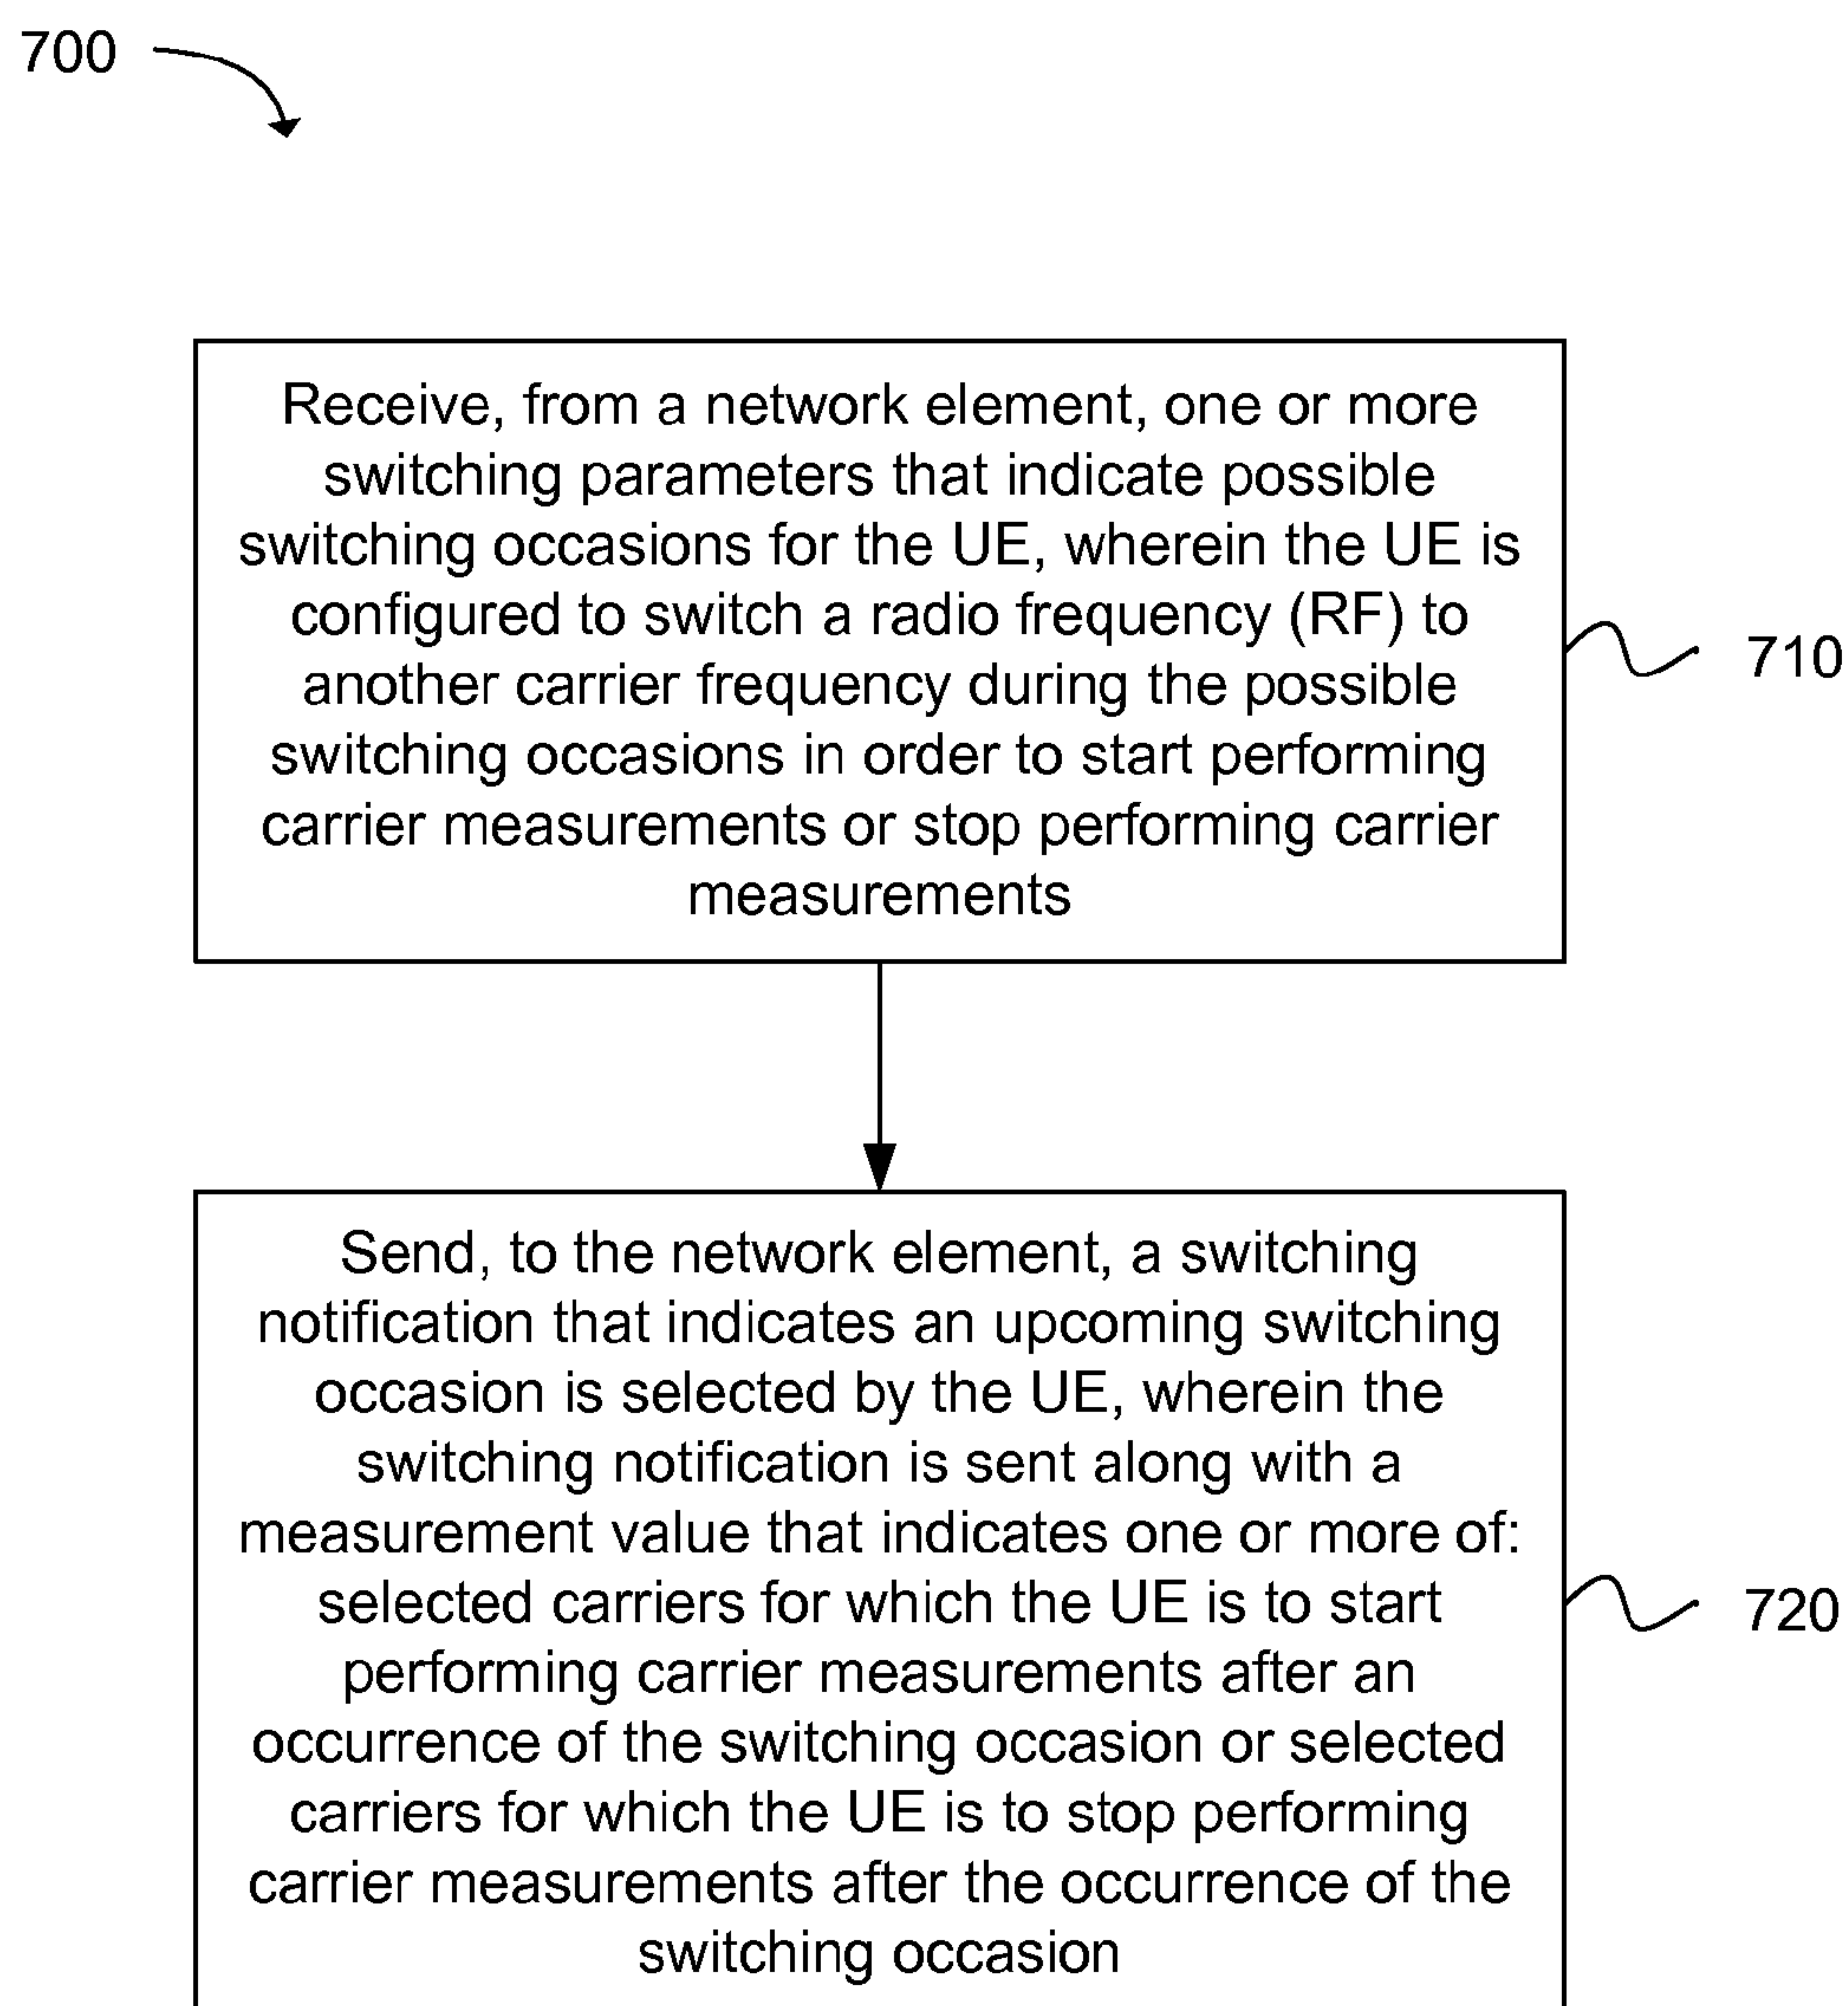 700
Receive, from a network element, one or more
switching parameters that indicate possible
switching occasions for the UE, wherein the UE is
configured to switch a radio frequency (RF) to
another carrier frequency during the possible
switching occasions in order to start performing
carrier measurements or stop performing carrier
measurements
710
Send, to the network element, a switching
notification that indicates an upcoming switching
occasion is selected by the UE, wherein the
switching notification is sent along with a
measurement value that indicates one or more of:
selected carriers for which the UE is to start
performing carrier measurements after an
occurrence of the switching occasion or selected
carriers for which the UE is to stop performing
carrier measurements after the occurrence of the
switching occasion
720